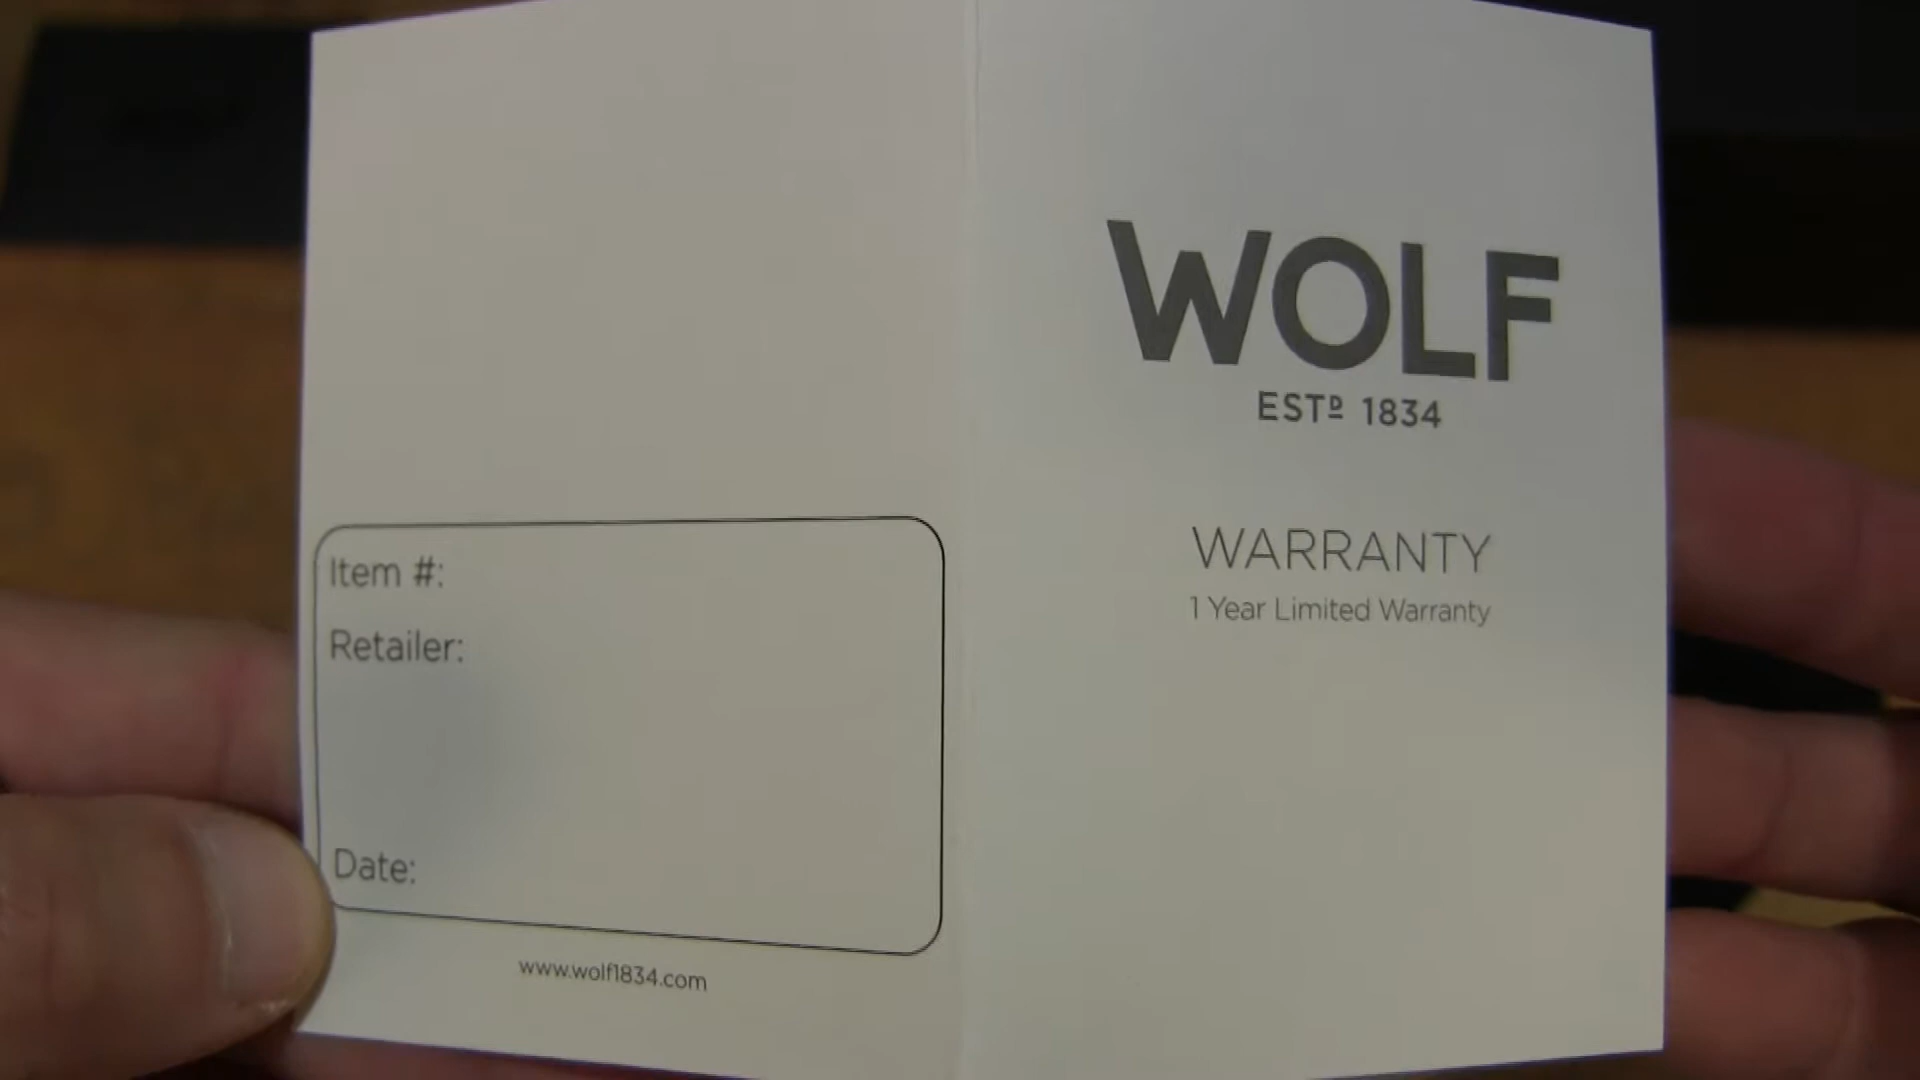 Item #:
Retailer:
Date:
www.wolf1834.com
WOLF
ESTᴰ 1834
WARRANTY
1 Year Limited Warranty